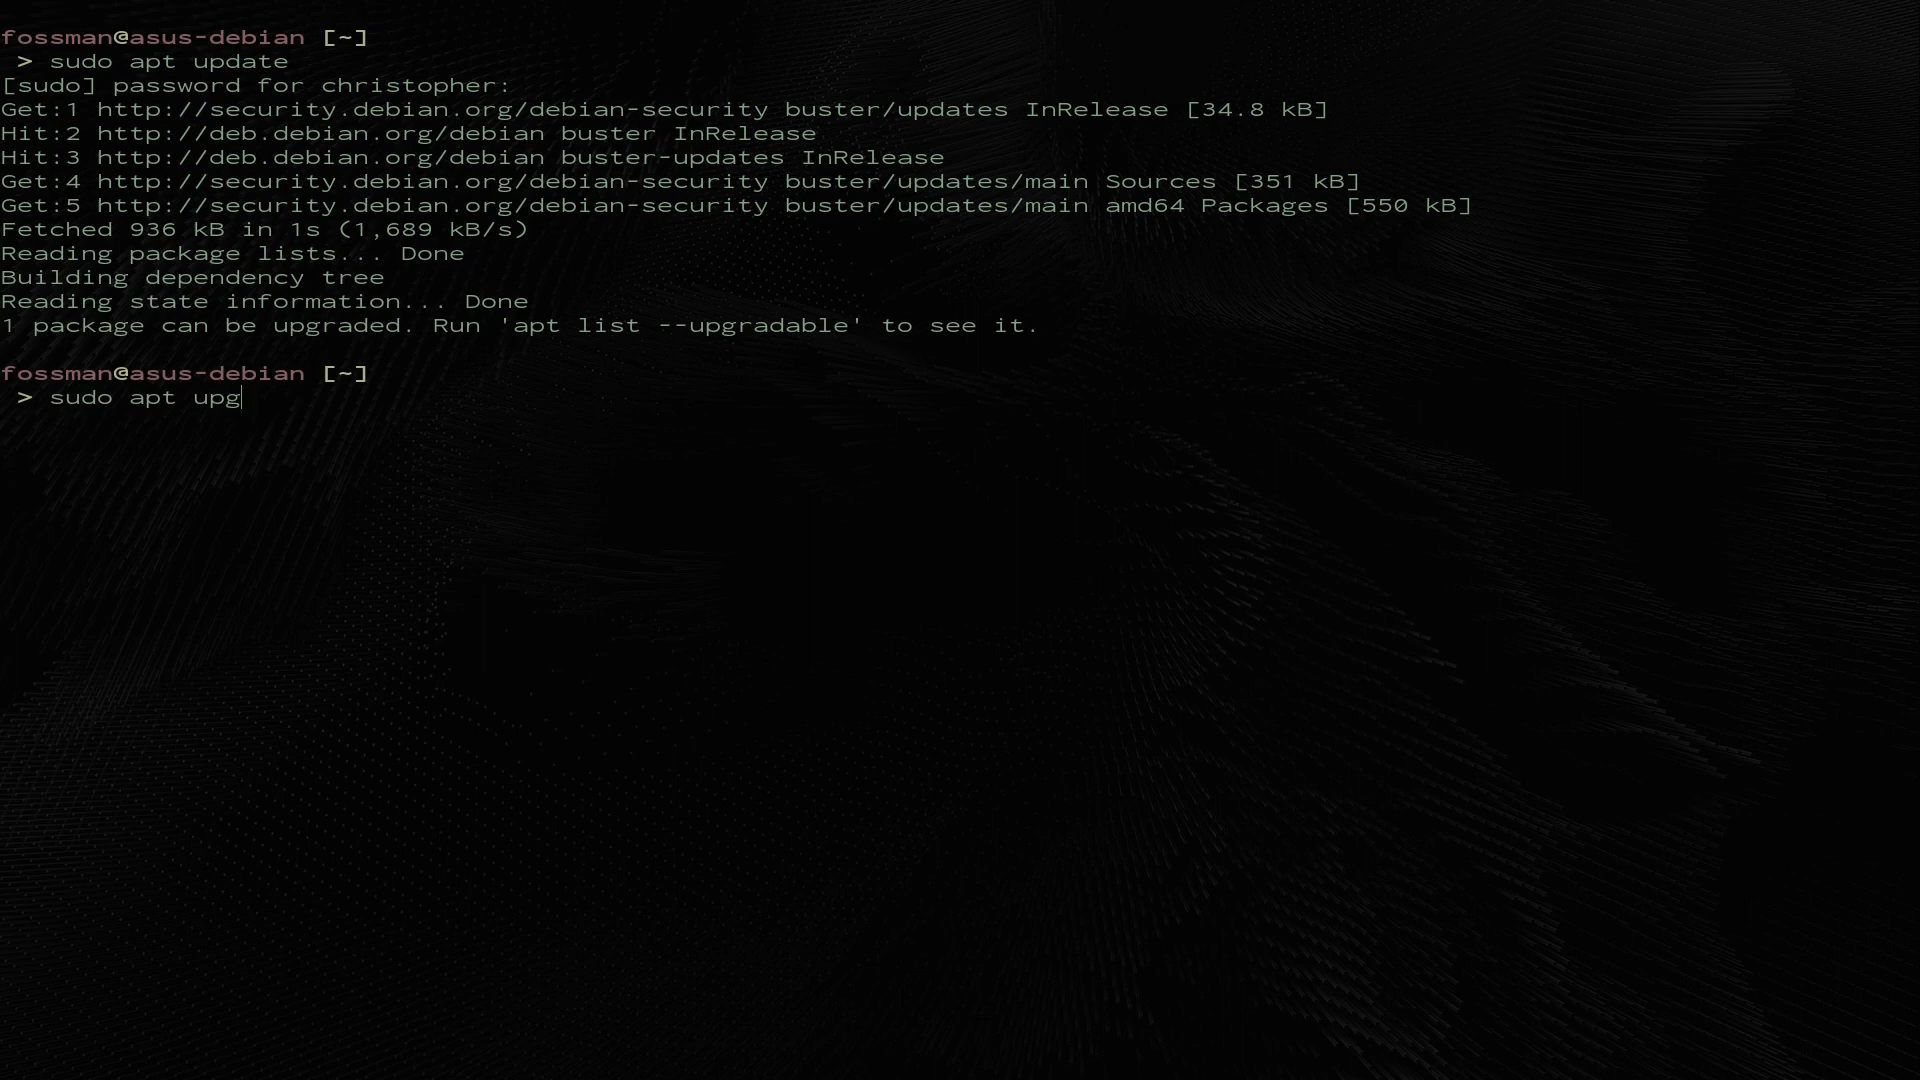 fossman@asus-debian [~]
> sudo apt update
[sudo] password for christopher:
Get:1 http://security.debian.org/debian-security buster/updates InRelease [34.8 kB]
Hit:2 http://deb.debian.org/debian buster InRelease
Hit:3 http://deb.debian.org/debian buster-updates InRelease
Get:4 http://security.debian.org/debian-security buster/updates/main Sources [351 kB]
Get:5 http://security.debian.org/debian-security buster/updates/main amd64 Packages [550 kB]
Fetched 936 kB in 1s (1,689 kB/s)
Reading package lists... Done
Building dependency tree
Reading state information... Done
1 package can be upgraded. Run 'apt list --upgradable' to see it.
fossman@asus-debian [~]
> sudo apt upg